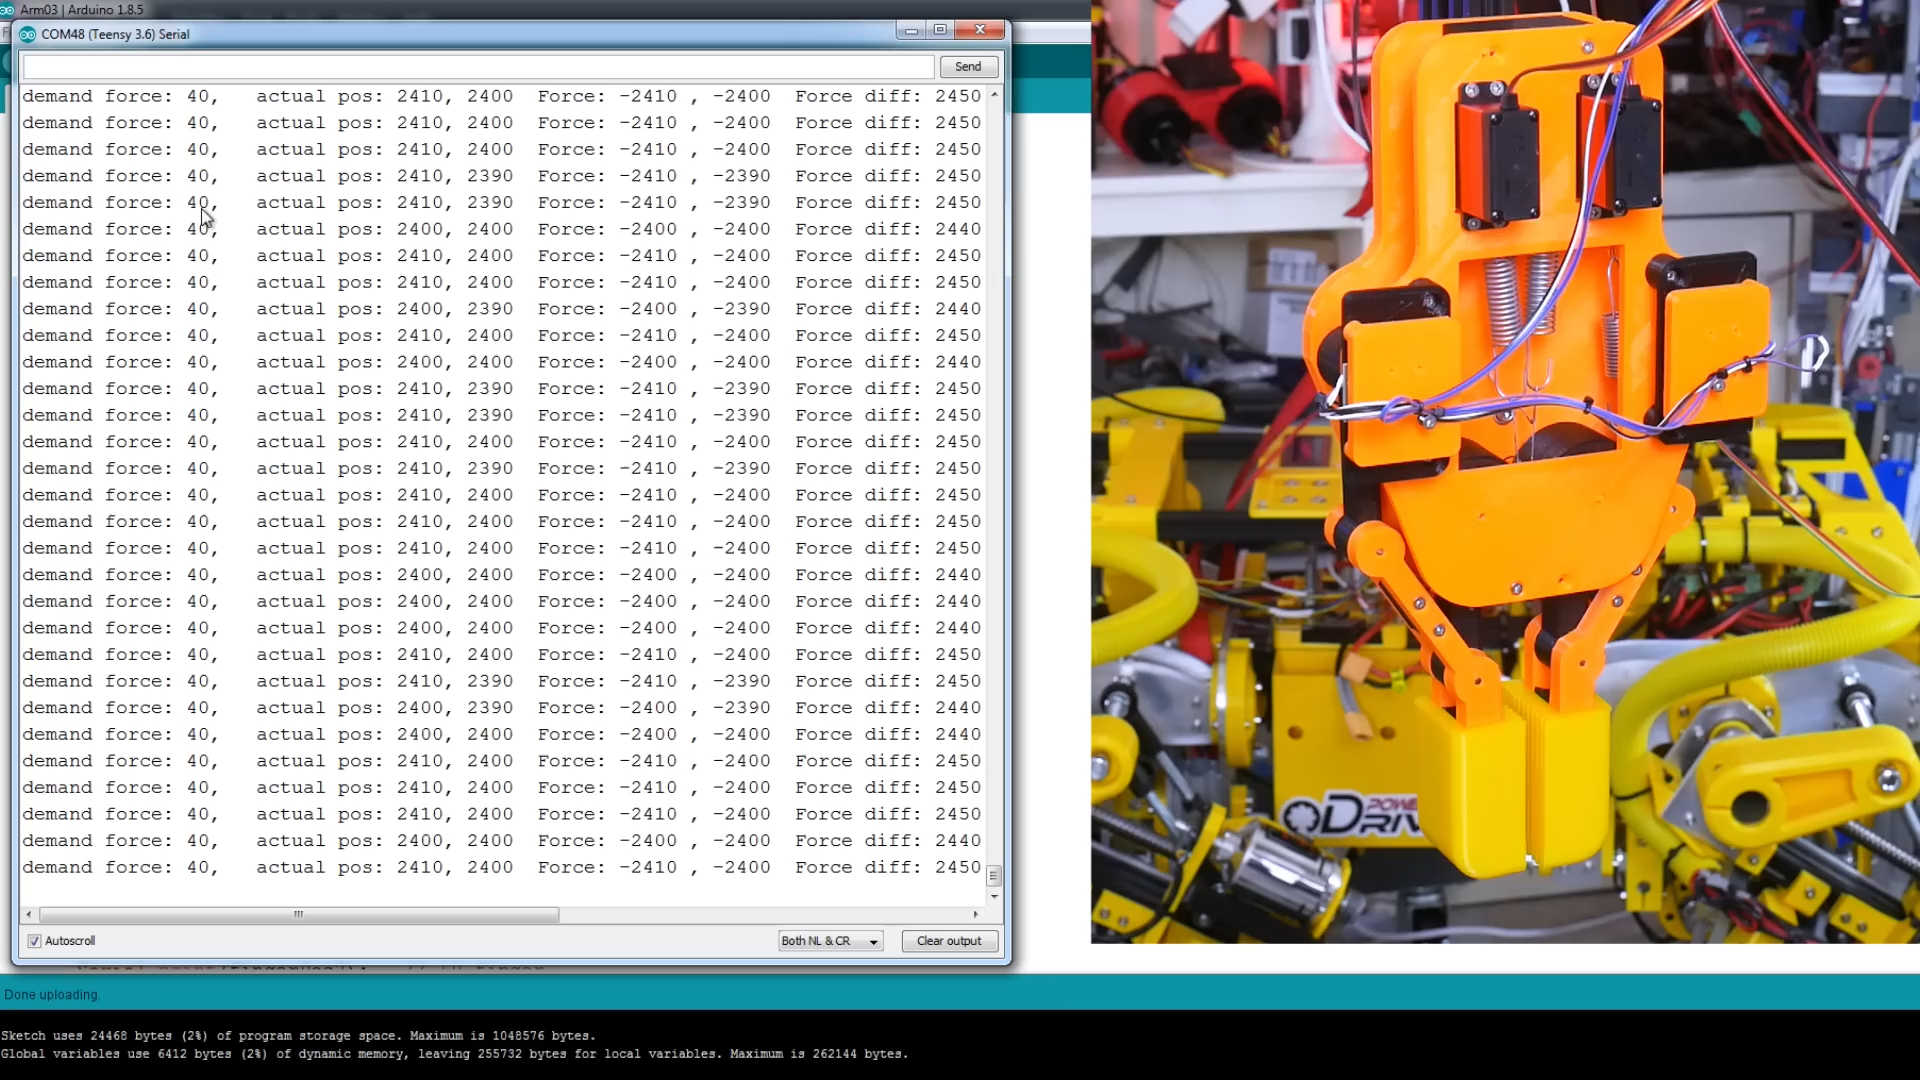 Arm03 | Arduino 1.8.5
COM48 (Teensy 3.6) Serial
Send
demand force: 40, actual pos: 2410, 2400 Force: -2410 , -2400 Force diff: 2450
demand force: 40, actual pos: 2410, 2400 Force: -2410 , -2400 Force diff: 2450
demand force: 40, actual pos: 2410, 2400 Force: -2410 , -2400 Force diff: 2450
demand force: 40, actual pos: 2410, 2390 Force: -2410 , -2390 Force diff: 2450
demand force: 40, actual pos: 2410, 2390 Force: -2410 , -2390 Force diff: 2450
demand force: 40, actual pos: 2400, 2400 Force: -2400 , -2400 Force diff: 2440
demand force: 40, actual pos: 2410, 2400 Force: -2410 , -2400 Force diff: 2450
demand force: 40, actual pos: 2410, 2400 Force: -2410 , -2400 Force diff: 2450
demand force: 40, actual pos: 2400, 2390 Force: -2400 , -2390 Force diff: 2440
demand force: 40, actual pos: 2410, 2400 Force: -2410 , -2400 Force diff: 2450
demand force: 40, actual pos: 2400, 2400 Force: -2400 , -2400 Force diff: 2440
demand force: 40, actual pos: 2410, 2390 Force: -2410 , -2390 Force diff: 2450
demand force: 40, actual pos: 2410, 2390 Force: -2410 , -2390 Force diff: 2450
demand force: 40, actual pos: 2410, 2400 Force: -2410 , -2400 Force diff: 2450
demand force: 40, actual pos: 2410, 2390 Force: -2410 , -2390 Force diff: 2450
demand force: 40, actual pos: 2410, 2400 Force: -2410 , -2400 Force diff: 2450
demand force: 40, actual pos: 2410, 2400 Force: -2410 , -2400 Force diff: 2450
demand force: 40, actual pos: 2410, 2400 Force: -2410 , -2400 Force diff: 2450
demand force: 40, actual pos: 2400, 2400 Force: -2400 , -2400 Force diff: 2440
demand force: 40, actual pos: 2400, 2400 Force: -2400 , -2400 Force diff: 2440
demand force: 40, actual pos: 2400, 2400 Force: -2400 , -2400 Force diff: 2440
demand force: 40, actual pos: 2410, 2400 Force: -2410 , -2400 Force diff: 2450
demand force: 40, actual pos: 2410, 2390 Force: -2410 , -2390 Force diff: 2450
demand force: 40, actual pos: 2400, 2390 Force: -2400 , -2390 Force diff: 2440
demand force: 40, actual pos: 2400, 2400 Force: -2400 , -2400 Force diff: 2440
demand force: 40, actual pos: 2410, 2400 Force: -2410 , -2400 Force diff: 2450
demand force: 40, actual pos: 2410, 2400 Force: -2410 , -2400 Force diff: 2450
demand force: 40, actual pos: 2410, 2400 Force: -2410 , -2400 Force diff: 2450
demand force: 40, actual pos: 2400, 2400 Force: -2400 , -2400 Force diff: 2440
demand force: 40, actual pos: 2410, 2400 Force: -2410 , -2400 Force diff: 2450
Autoscroll
Both NL & CR
Clear output
Done uploading.
Sketch uses 24468 bytes (2%) of program storage space. Maximum is 1048576 bytes.
Global variables use 6412 bytes (2%) of dynamic memory, leaving 255732 bytes for local variables. Maximum is 262144 bytes.